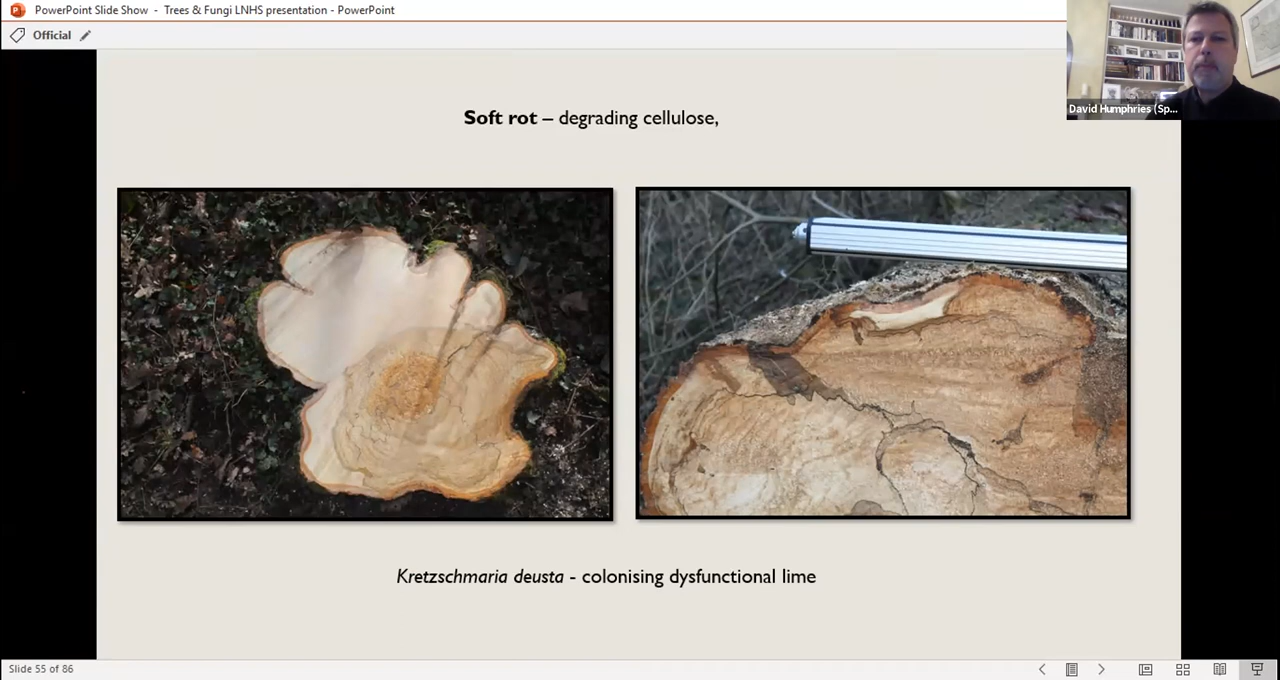 PowerPoint Slide Show - Trees & Fungi LNHS presentation - PowerPoint
Official
David Humphries (Sp...
Soft rot – degrading cellulose,
Kretzschmaria deusta - colonising dysfunctional lime
Slide 55 of 86